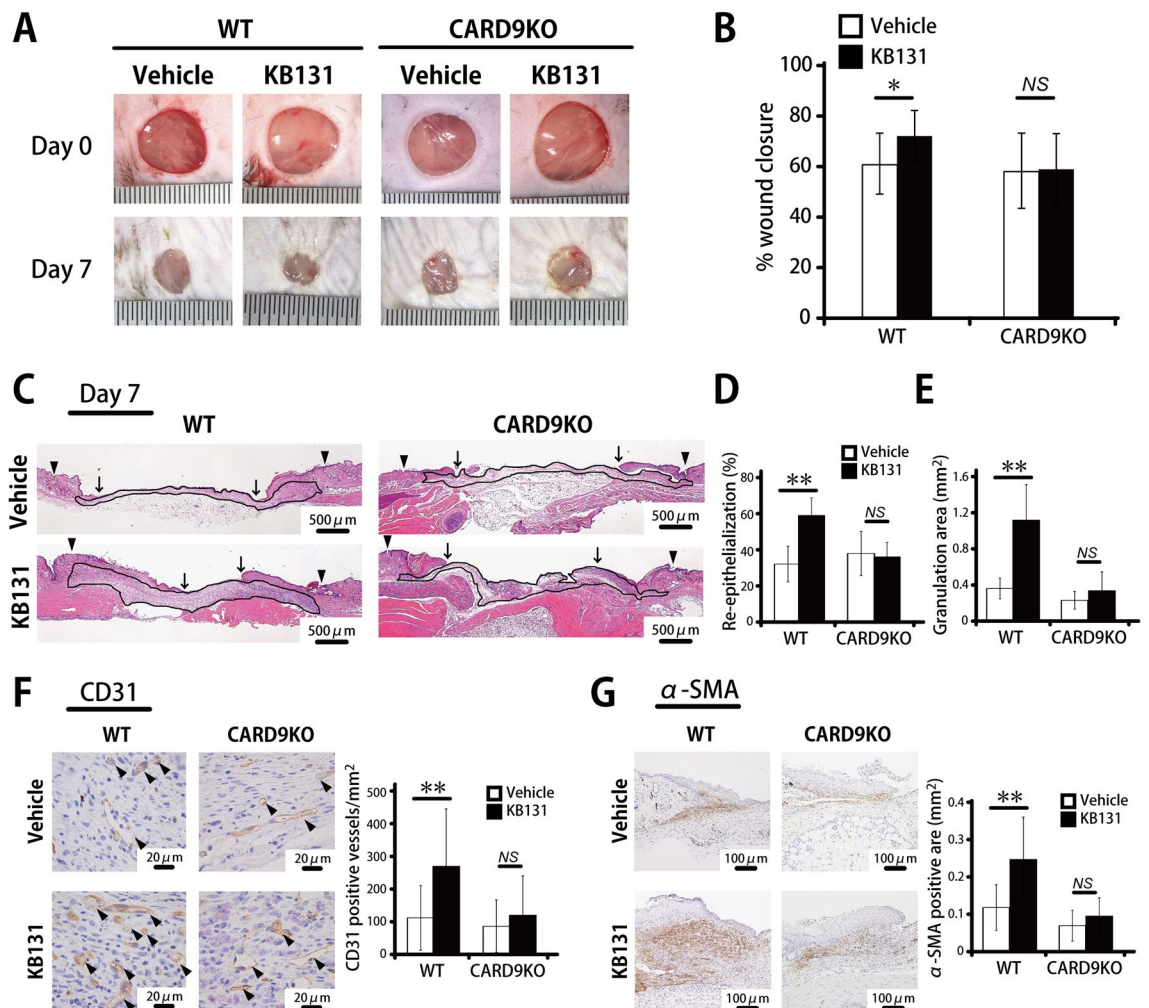 A
WT
CARD9KO
Vehicle
KB131
Vehicle
KB131
Day 0
Day 7
B
Vehicle
KB131
% wound closure
100
80
60
40
20
0
*
NS
WT
CARD9KO
C
Day 7
WT
CARD9KO
Vehicle
500 μm
500 μm
KB131
500 μm
500 μm
D
Vehicle
KB131
Re-epithelialization (%)
80
60
40
20
0
**
NS
WT
CARD9KO
E
Granulation area (mm²)
1.6
1.2
0.8
0.4
0
**
NS
WT
CARD9KO
F
CD31
WT
CARD9KO
Vehicle
20 μm
20 μm
KB131
20 μm
20 μm
CD31 positive vessels/mm²
500
400
300
200
100
0
**
NS
Vehicle
KB131
WT
CARD9KO
G
α-SMA
WT
CARD9KO
Vehicle
100 μm
100 μm
KB131
100 μm
100 μm
α-SMA positive are (mm²)
0.4
0.3
0.2
0.1
0
**
NS
Vehicle
KB131
WT
CARD9KO